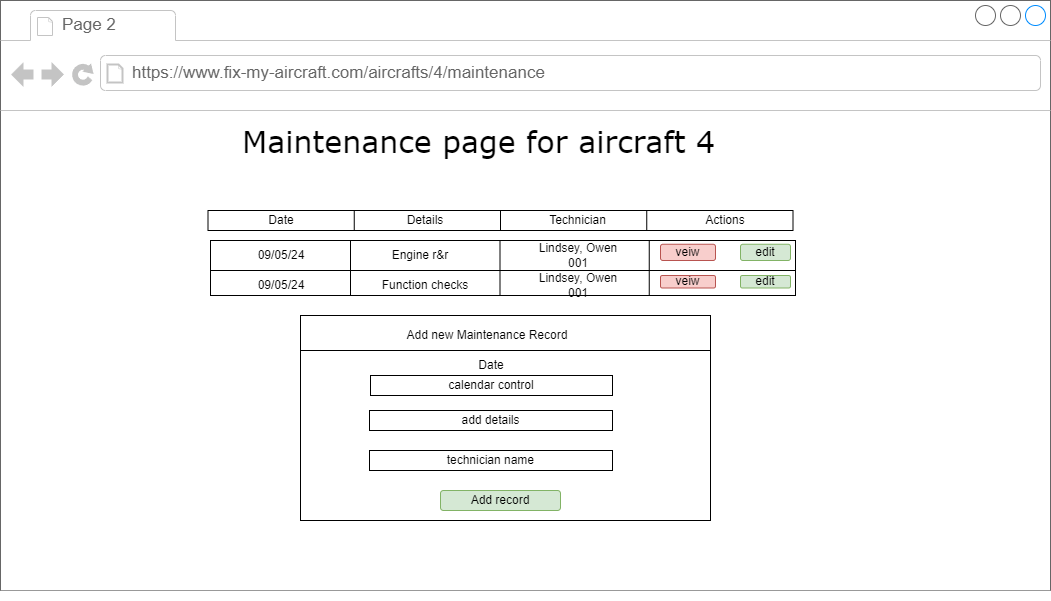 Page 2
https://www.fix-my-aircraft.com/aircrafts/4/maintenance
Maintenance page for aircraft 4
Date Details Technician Actions
09/05/24 Engine r&r Lindsey, Owen veiw edit
001
09/05/24 Function checks Lindsey, Owen veiw edit
001
Add new Maintenance Record
Date
calendar control
add details
technician name
Add record